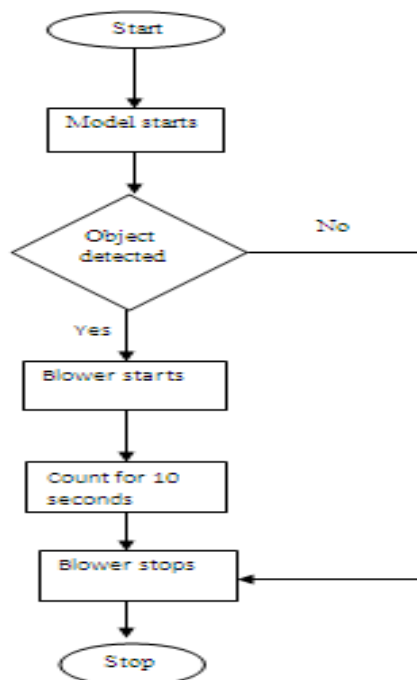 Start
Model starts
Object
detected
No
Yes
Blower starts
Count for 10
seconds
Blower stops
Stop